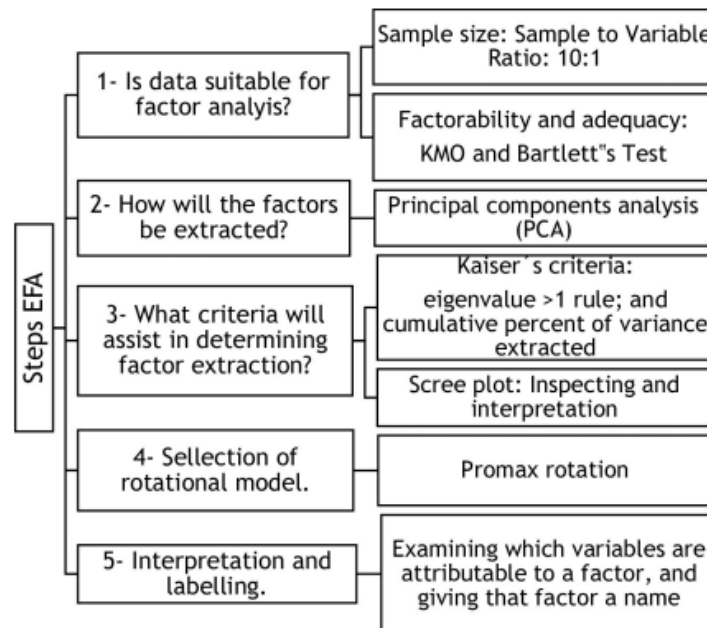 Steps EFA
1- Is data suitable for
factor analyis?
Sample size: Sample to Variable
Ratio: 10:1
Factorability and adequacy:
KMO and Bartlett"s Test
2- How will the factors
be extracted?
Principal components analysis
(PCA)
3- What criteria will
assist in determining
factor extraction?
Kaiser´s criteria:
eigenvalue >1 rule; and
cumulative percent of variance
extracted
Scree plot: Inspecting and
interpretation
4- Sellection of
rotational model.
Promax rotation
5- Interpretation and
labelling.
Examining which variables are
attributable to a factor, and
giving that factor a name